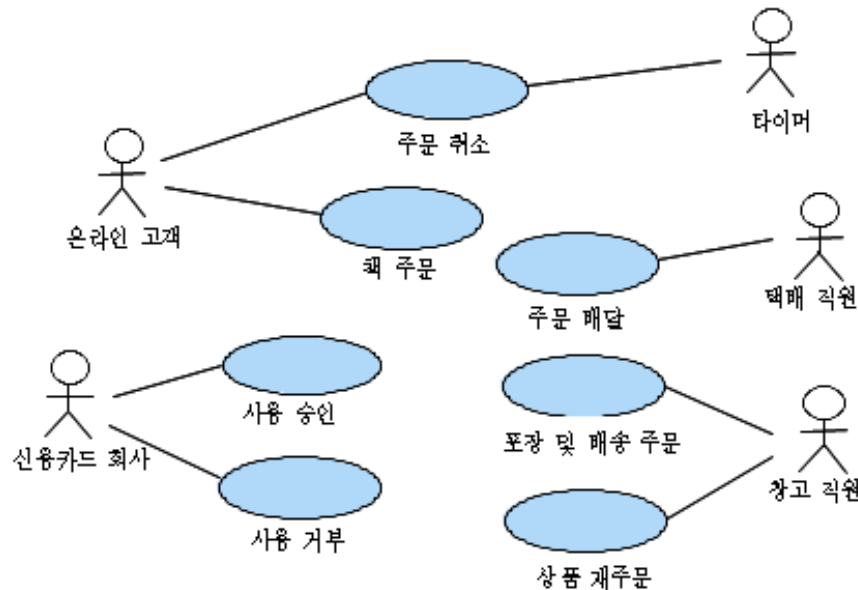 타이머
주문 취소
온라인 고객
책 주문
택배 직원
주문 배달
사용 승인
신용카드 회사
포장 및 배송 주문
창고 직원
사용 거부
상품 재주문